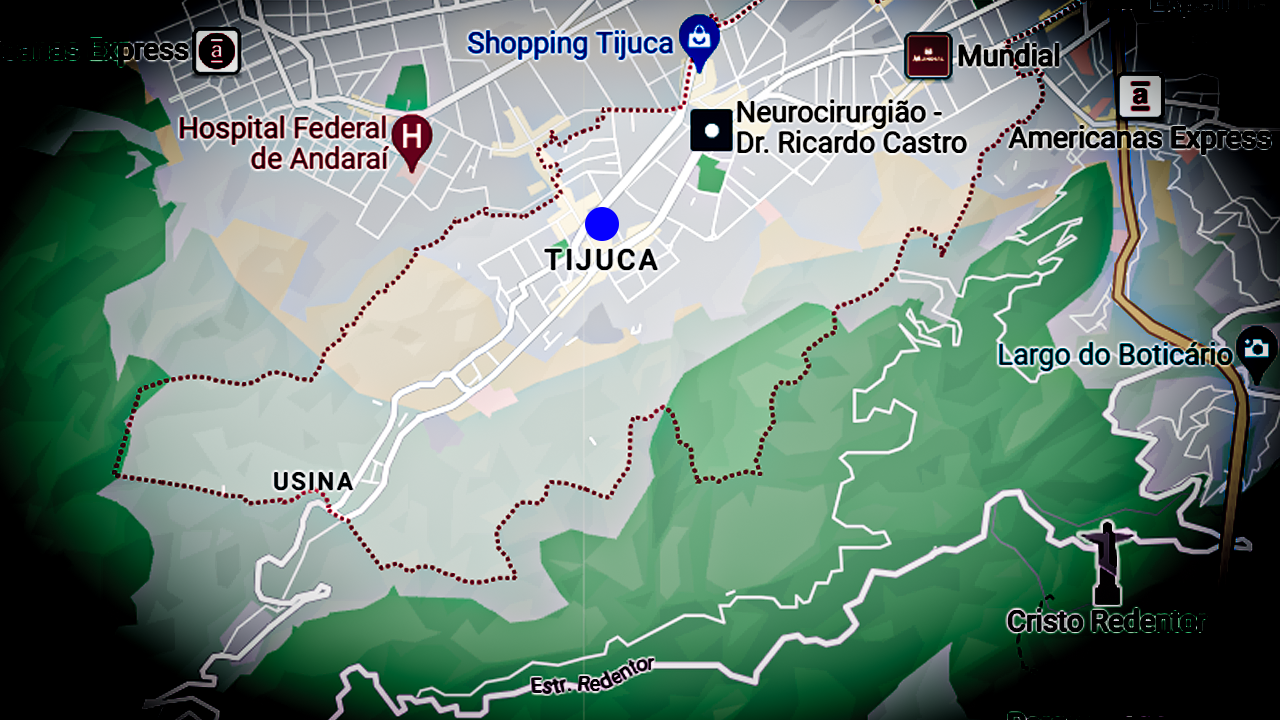 Express
a
Shopping Tijuca
Mundial
a
Americanas Express
Neurocirurgião -
Dr. Ricardo Castro
Hospital Federal
de Andaraí
H
TIJUCA
Largo do Boticário
USINA
Cristo Redentor
Estr. Redentor